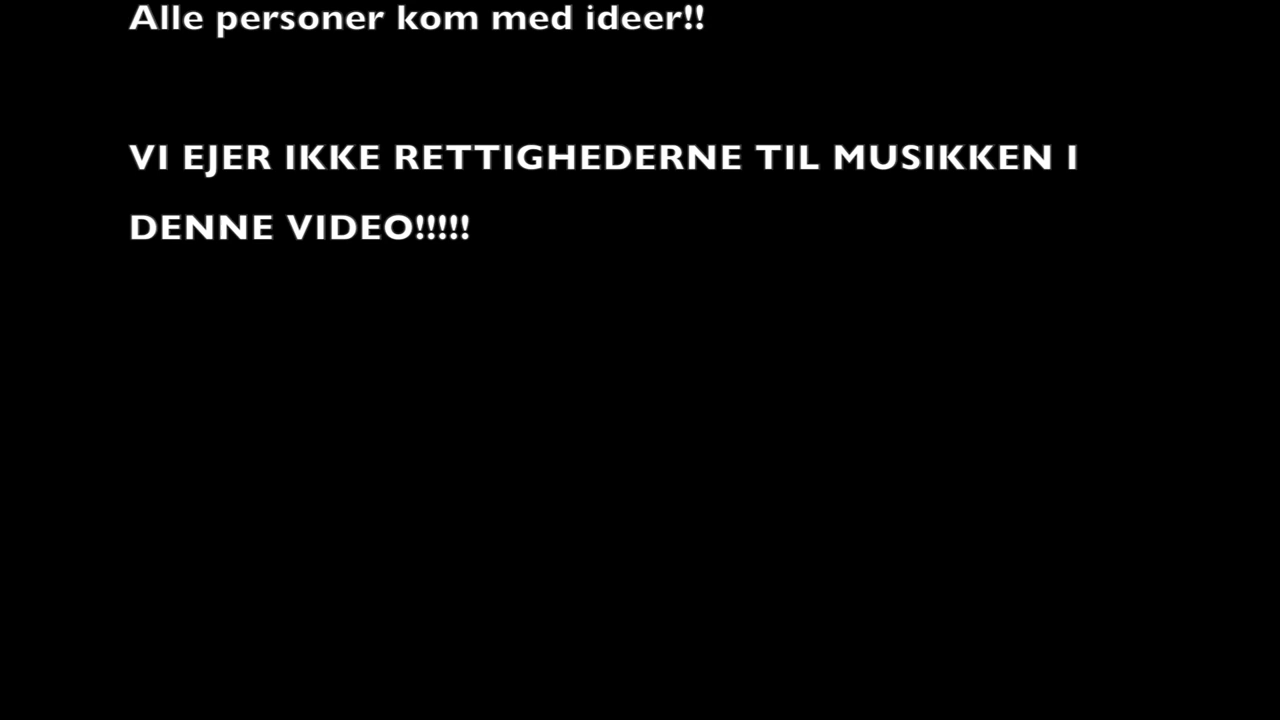 Alle personer kom med ideer!!
VI EJER IKKE RETTIGHEDERNE TIL MUSIKKEN I
DENNE VIDEO!!!!!